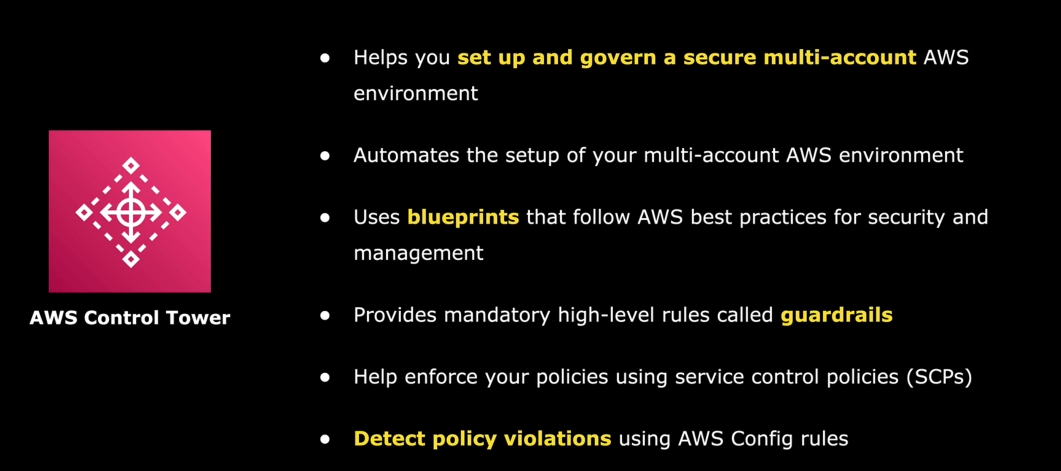 ● Helps you set up and govern a secure multi-account AWS
environment
● Automates the setup of your multi-account AWS environment
● Uses blueprints that follow AWS best practices for security and
management
● Provides mandatory high-level rules called guardrails
● Help enforce your policies using service control policies (SCPs)
● Detect policy violations using AWS Config rules
AWS Control Tower